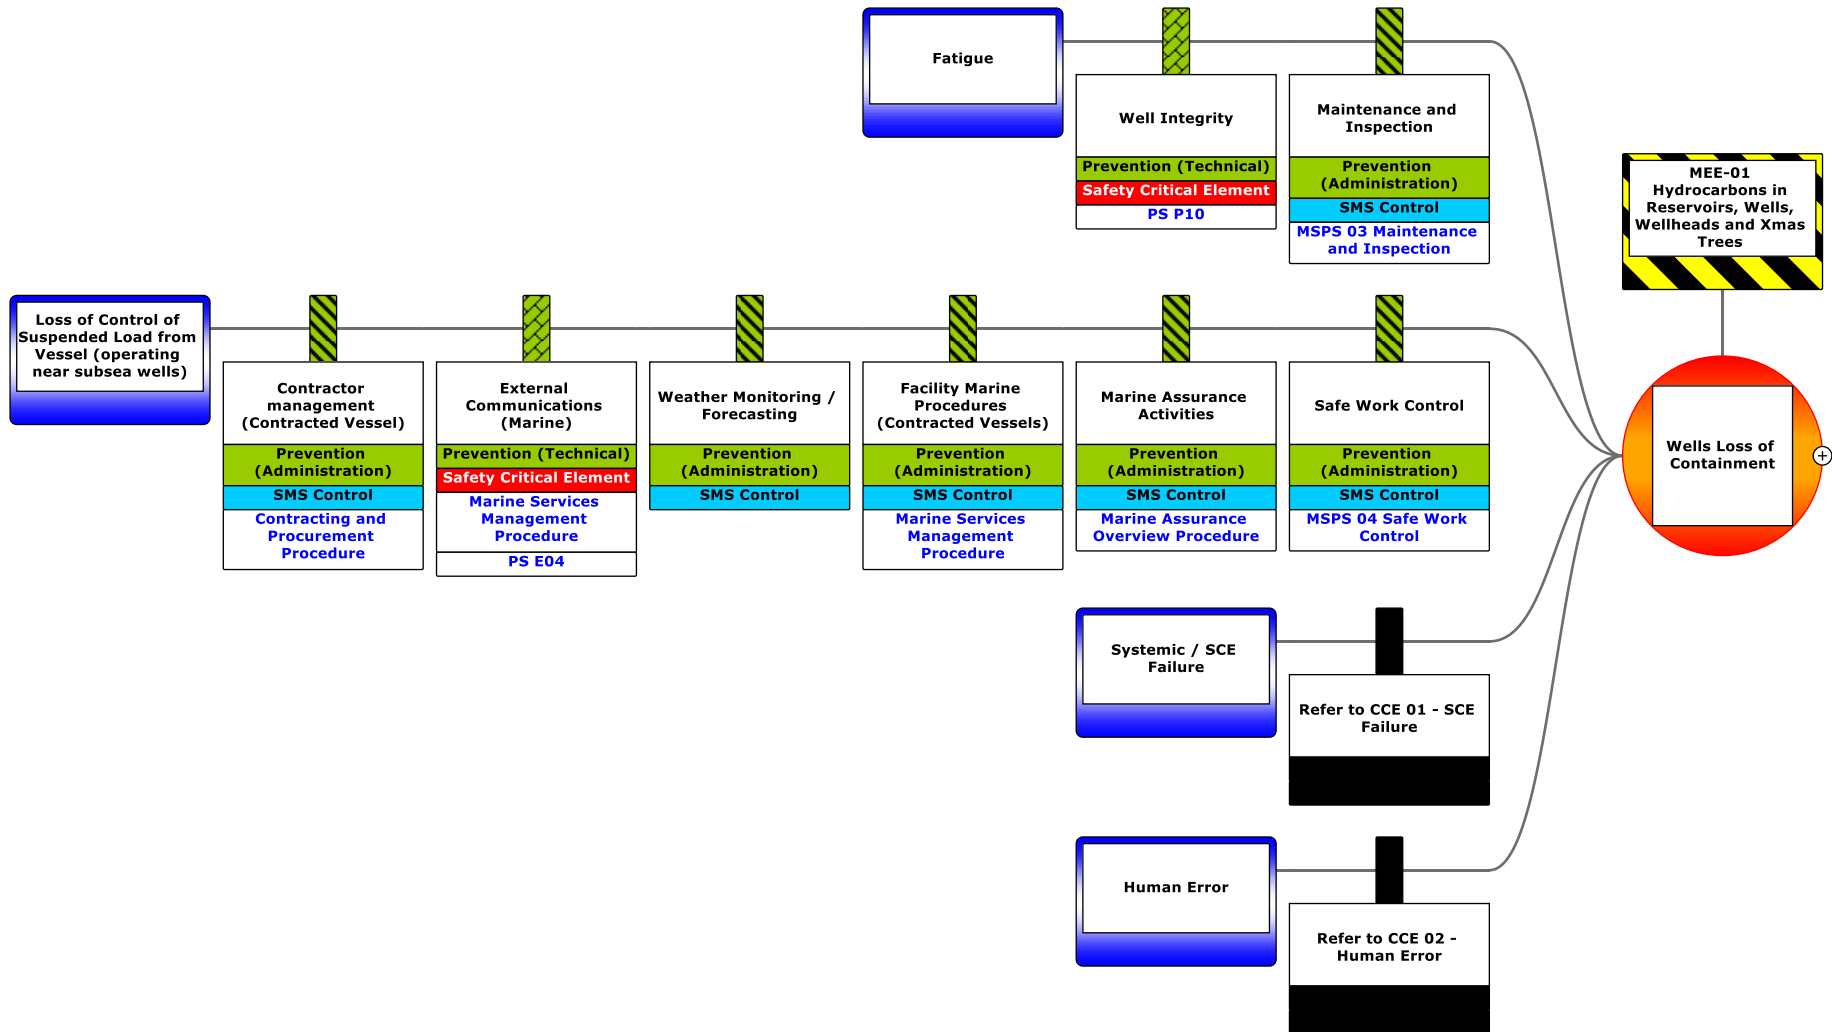 Fatigue
Well Integrity
Prevention (Technical)
Safety Critical Element
PS P10
Maintenance and
Inspection
Prevention
(Administration)
SMS Control
MSPS 03 Maintenance
and Inspection
MEE-01
Hydrocarbons in
Reservoirs, Wells,
Wellheads and Xmas
Trees
Loss of Control of
Suspended Load from
Vessel (operating
near subsea wells)
Contractor
management
(Contracted Vessel)
Prevention
(Administration)
SMS Control
Contracting and
Procurement
Procedure
External
Communications
(Marine)
Prevention (Technical)
Safety Critical Element
Marine Services
Management
Procedure
PS E04
Weather Monitoring /
Forecasting
Prevention
(Administration)
SMS Control
Facility Marine
Procedures
(Contracted Vessels)
Prevention
(Administration)
SMS Control
Marine Services
Management
Procedure
Marine Assurance
Activities
Prevention
(Administration)
SMS Control
Marine Assurance
Overview Procedure
Safe Work Control
Prevention
(Administration)
SMS Control
MSPS 04 Safe Work
Control
Wells Loss of
Containment
Systemic / SCE
Failure
Refer to CCE 01 - SCE
Failure
Human Error
Refer to CCE 02 -
Human Error